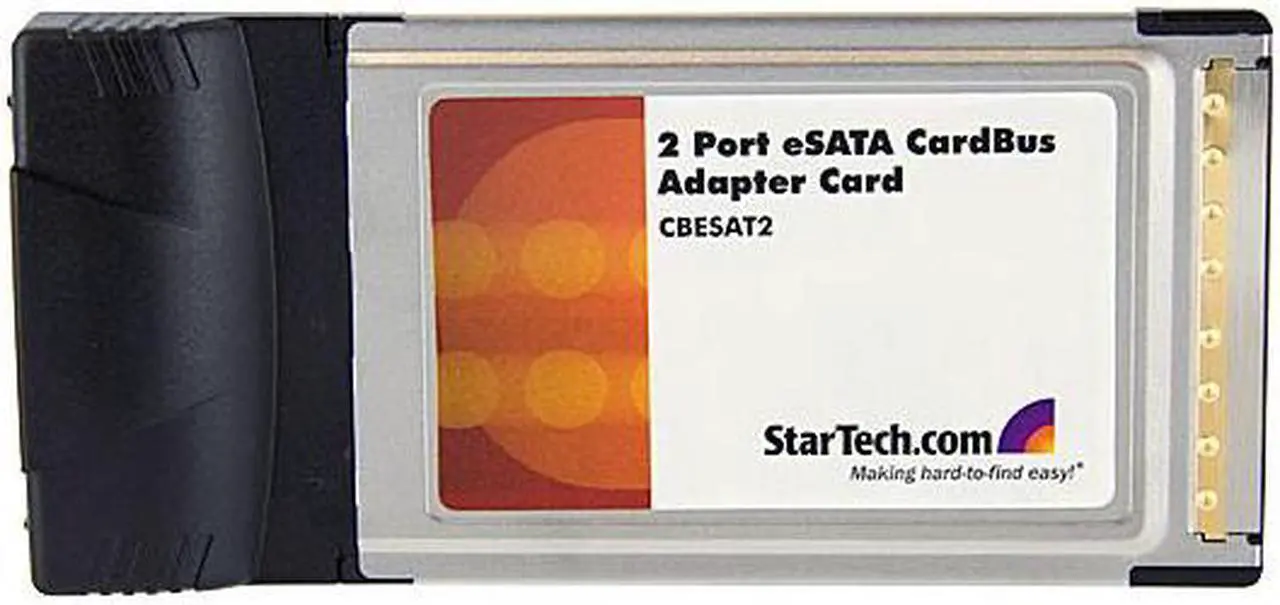 2 Port eSATA CardBus
Adapter Card
CBESAT2
StarTech.com
Making hard-to-find easy!®